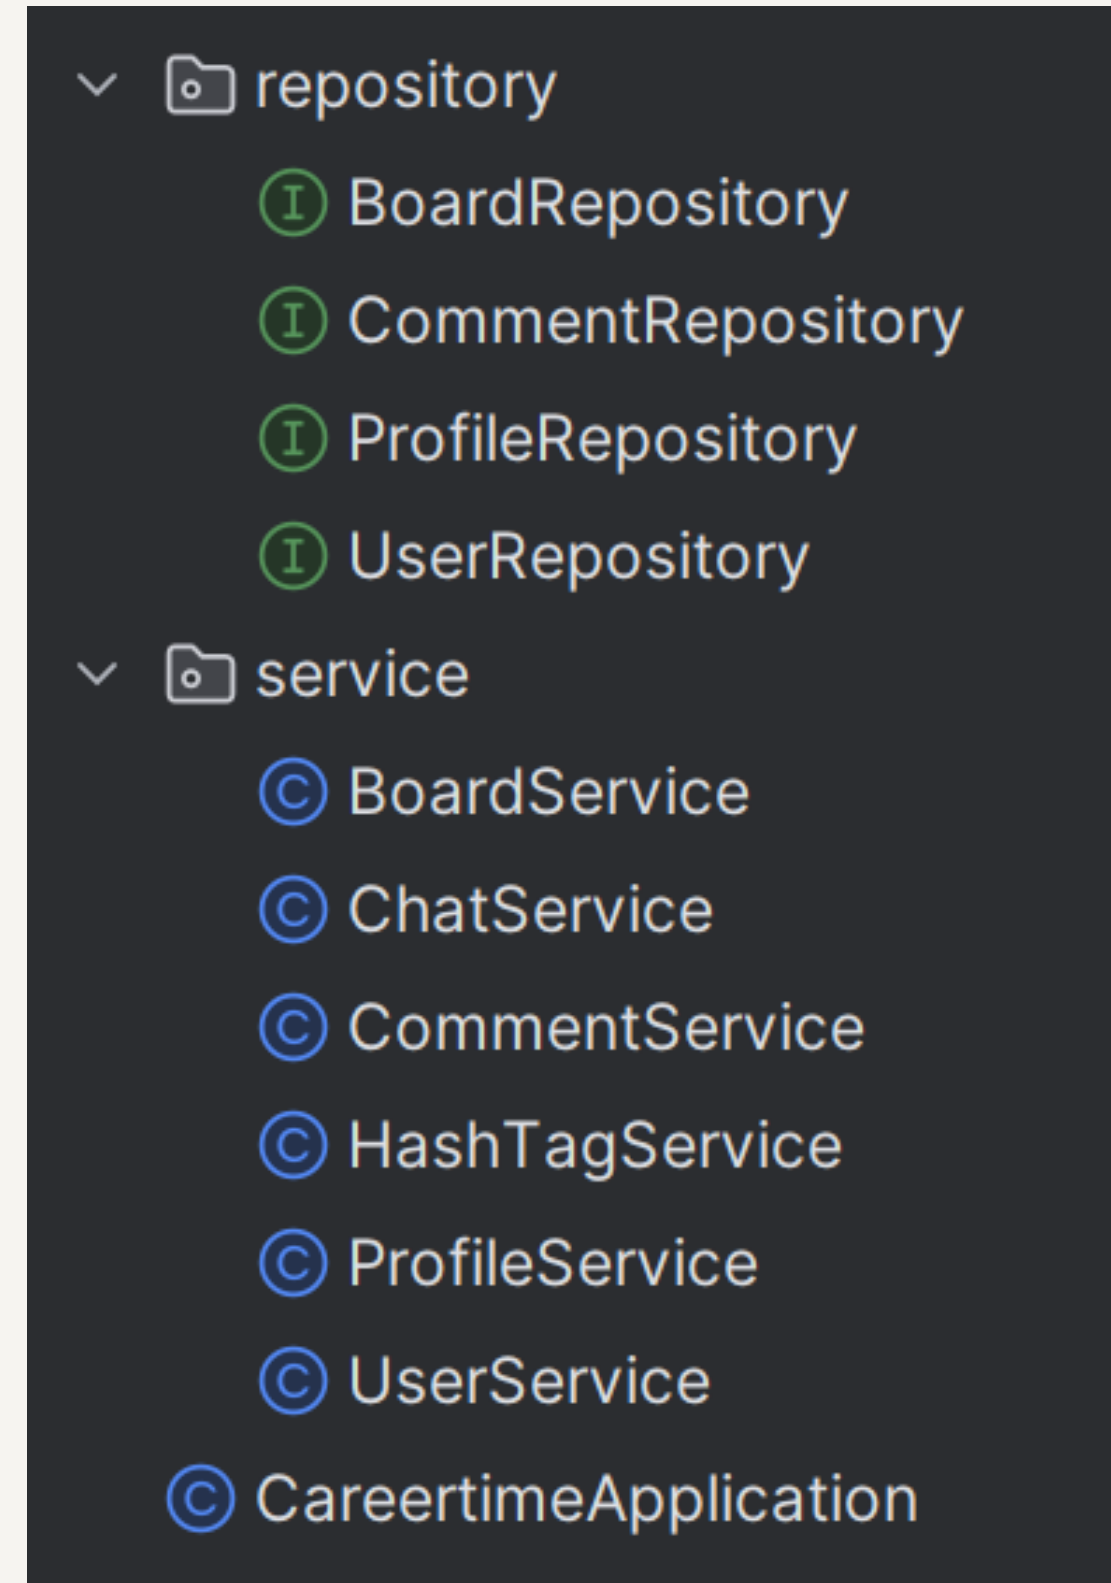 repository
I BoardRepository
I CommentRepository
I ProfileRepository
I UserRepository
service
C BoardService
C ChatService
C CommentService
C HashTagService
C ProfileService
C UserService
C CareertimeApplication